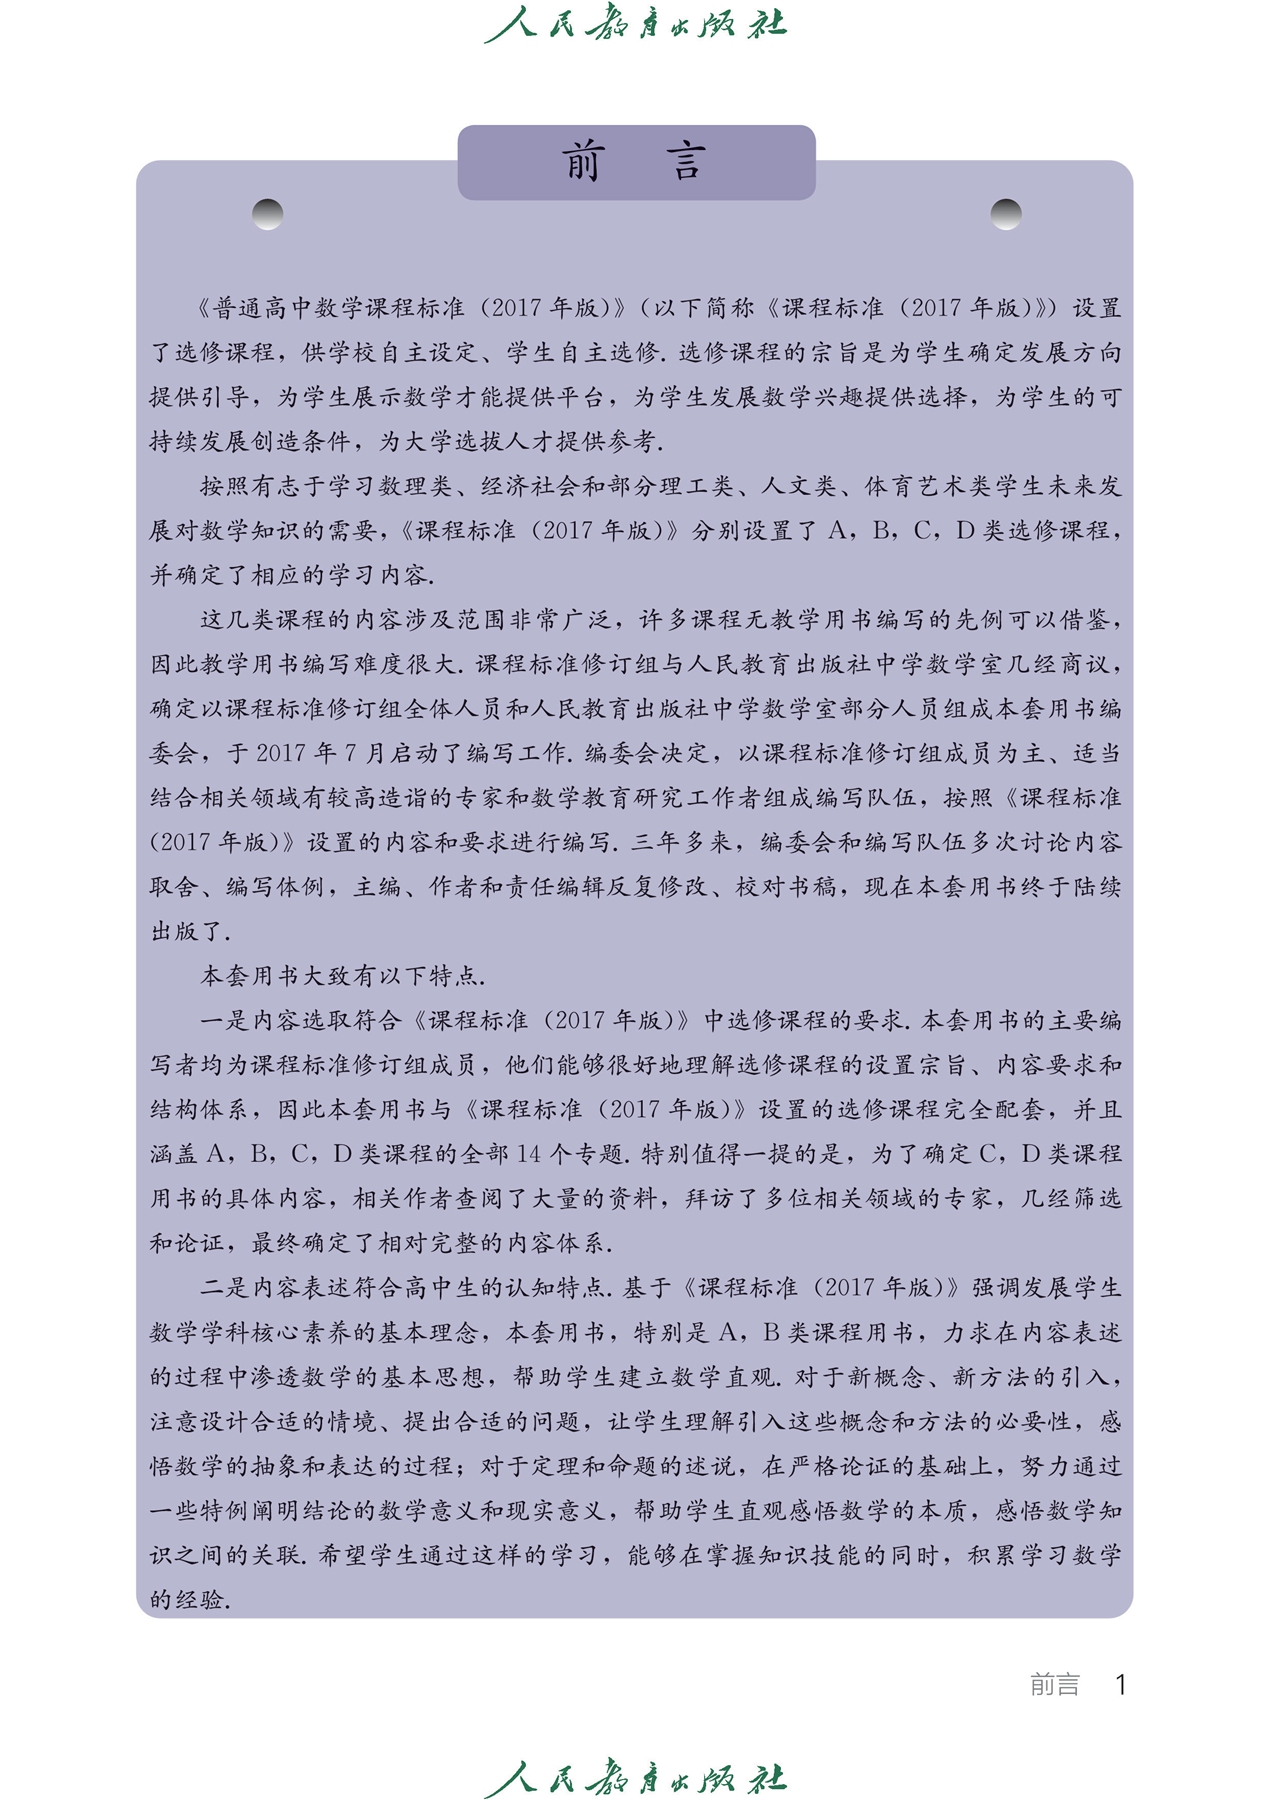 人民教育出版社
前 言
《普通高中数学课程标准（2017 年版）》（以下简称《课程标准（2017 年版）》）设置
了选修课程，供学校自主设定、学生自主选修. 选修课程的宗旨是为学生确定发展方向
提供引导，为学生展示数学才能提供平台，为学生发展数学兴趣提供选择，为学生的可
持续发展创造条件，为大学选拔人才提供参考.
按照有志于学习数理类、经济社会和部分理工类、人文类、体育艺术类学生未来发
展对数学知识的需要，《课程标准（2017 年版）》分别设置了 A，B，C，D 类选修课程，
并确定了相应的学习内容.
这几类课程的内容涉及范围非常广泛，许多课程无教学用书编写的先例可以借鉴，
因此教学用书编写难度很大. 课程标准修订组与人民教育出版社中学数学室几经商议，
确定以课程标准修订组全体人员和人民教育出版社中学数学室部分人员组成本套用书编
委会，于 2017 年 7 月启动了编写工作. 编委会决定，以课程标准修订组成员为主、适当
结合相关领域有较高造诣的专家和数学教育研究工作者组成编写队伍，按照《课程标准
（2017 年版）》设置的内容和要求进行编写. 三年多来，编委会和编写队伍多次讨论内容
取舍、编写体例，主编、作者和责任编辑反复修改、校对书稿，现在本套用书终于陆续
出版了.
本套用书大致有以下特点.
一是内容选取符合《课程标准（2017 年版）》中选修课程的要求. 本套用书的主要编
写者均为课程标准修订组成员，他们能够很好地理解选修课程的设置宗旨、内容要求和
结构体系，因此本套用书与《课程标准（2017 年版）》设置的选修课程完全配套，并且
涵盖 A，B，C，D 类课程的全部 14 个专题. 特别值得一提的是，为了确定 C，D 类课程
用书的具体内容，相关作者查阅了大量的资料，拜访了多位相关领域的专家，几经筛选
和论证，最终确定了相对完整的内容体系.
二是内容表述符合高中生的认知特点. 基于《课程标准（2017 年版）》强调发展学生
数学学科核心素养的基本理念，本套用书，特别是 A，B 类课程用书，力求在内容表述
的过程中渗透数学的基本思想，帮助学生建立数学直观. 对于新概念、新方法的引入，
注意设计合适的情境、提出合适的问题，让学生理解引入这些概念和方法的必要性，感
悟数学的抽象和表达的过程；对于定理和命题的述说，在严格论证的基础上，努力通过
一些特例阐明结论的数学意义和现实意义，帮助学生直观感悟数学的本质，感悟数学知
识之间的关联. 希望学生通过这样的学习，能够在掌握知识技能的同时，积累学习数学
的经验.
前言 1
人民教育出版社